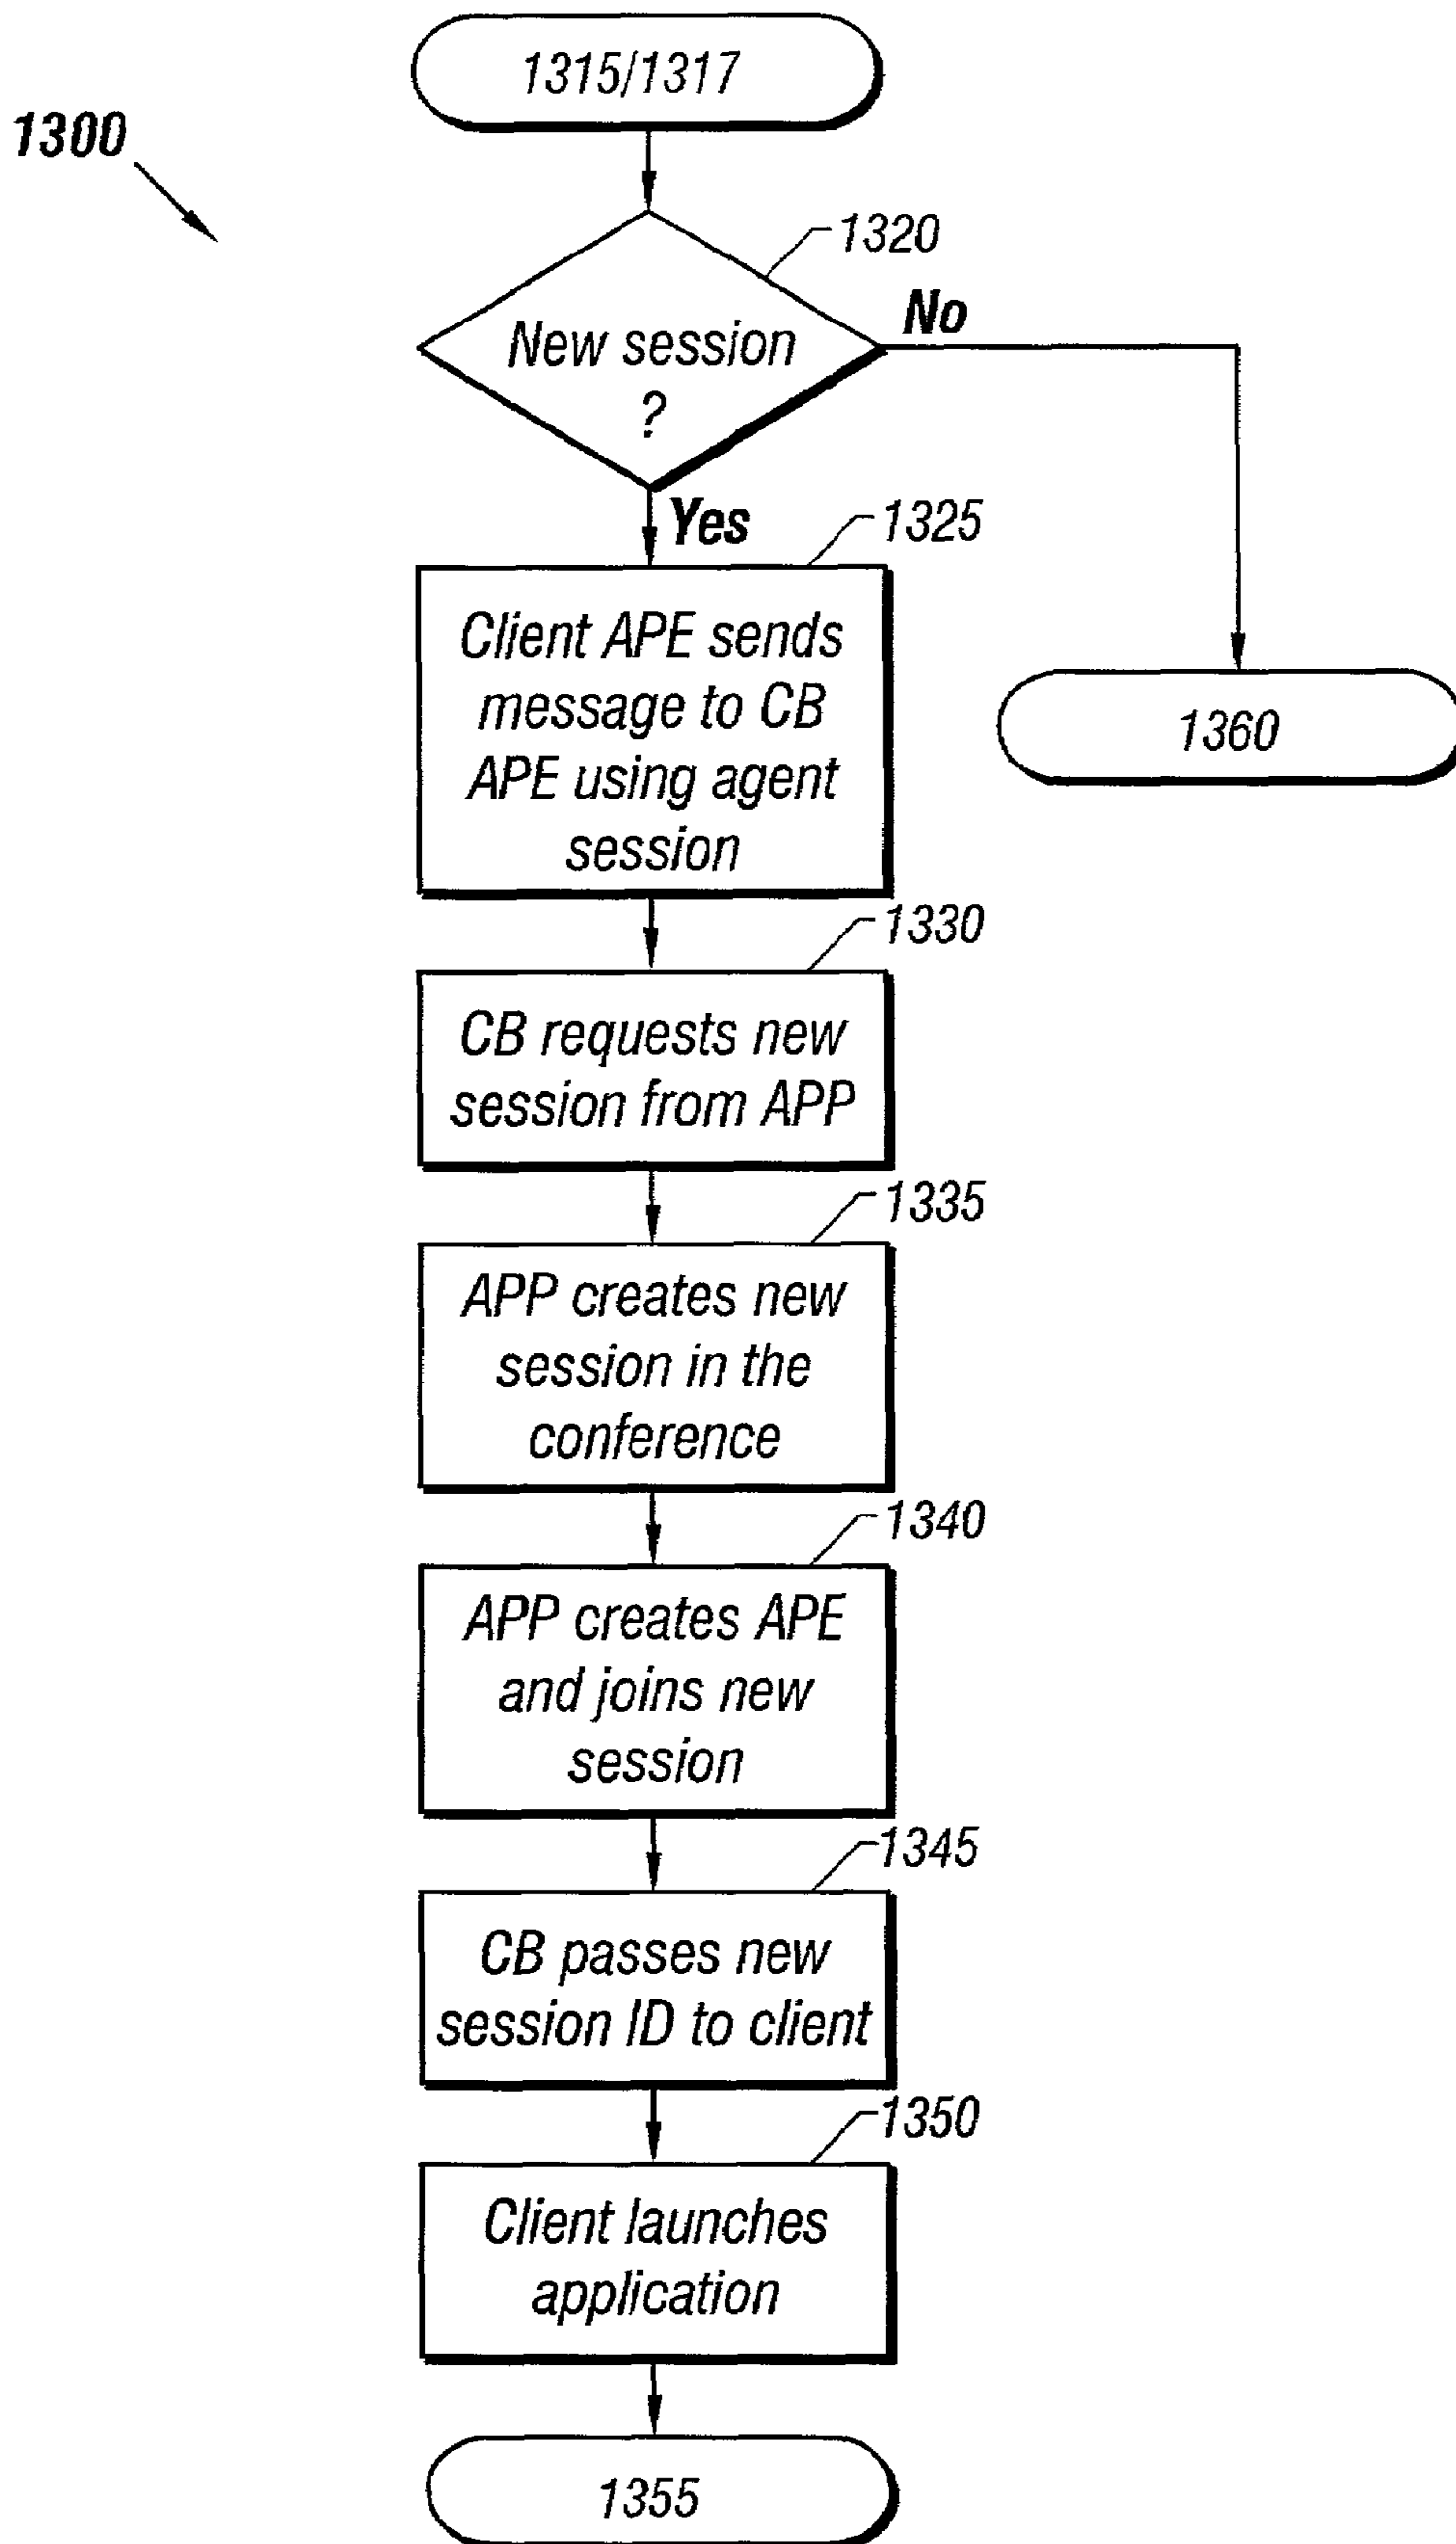 1315/1317
1300
1320
New session
?
No
Yes
1325
Client APE sends
message to CB
APE using agent
session
1360
1330
CB requests new
session from APP
1335
APP creates new
session in the
conference
1340
APP creates APE
and joins new
session
1345
CB passes new
session ID to client
1350
Client launches
application
1355